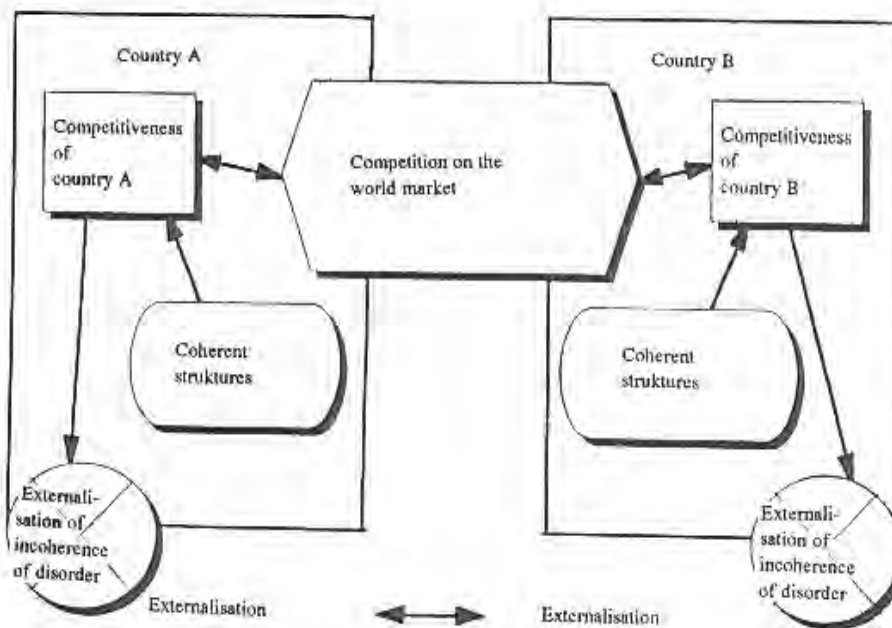 Country A
Country B
Competitiveness
of
country A
Competition on the
world market
Competitiveness
of
country B
Coherent
struktures
Coherent
struktures
Externali-
sation of
incoherence
of disorder
Externali-
sation of
incoherence
of disorder
Externalisation
Externalisation